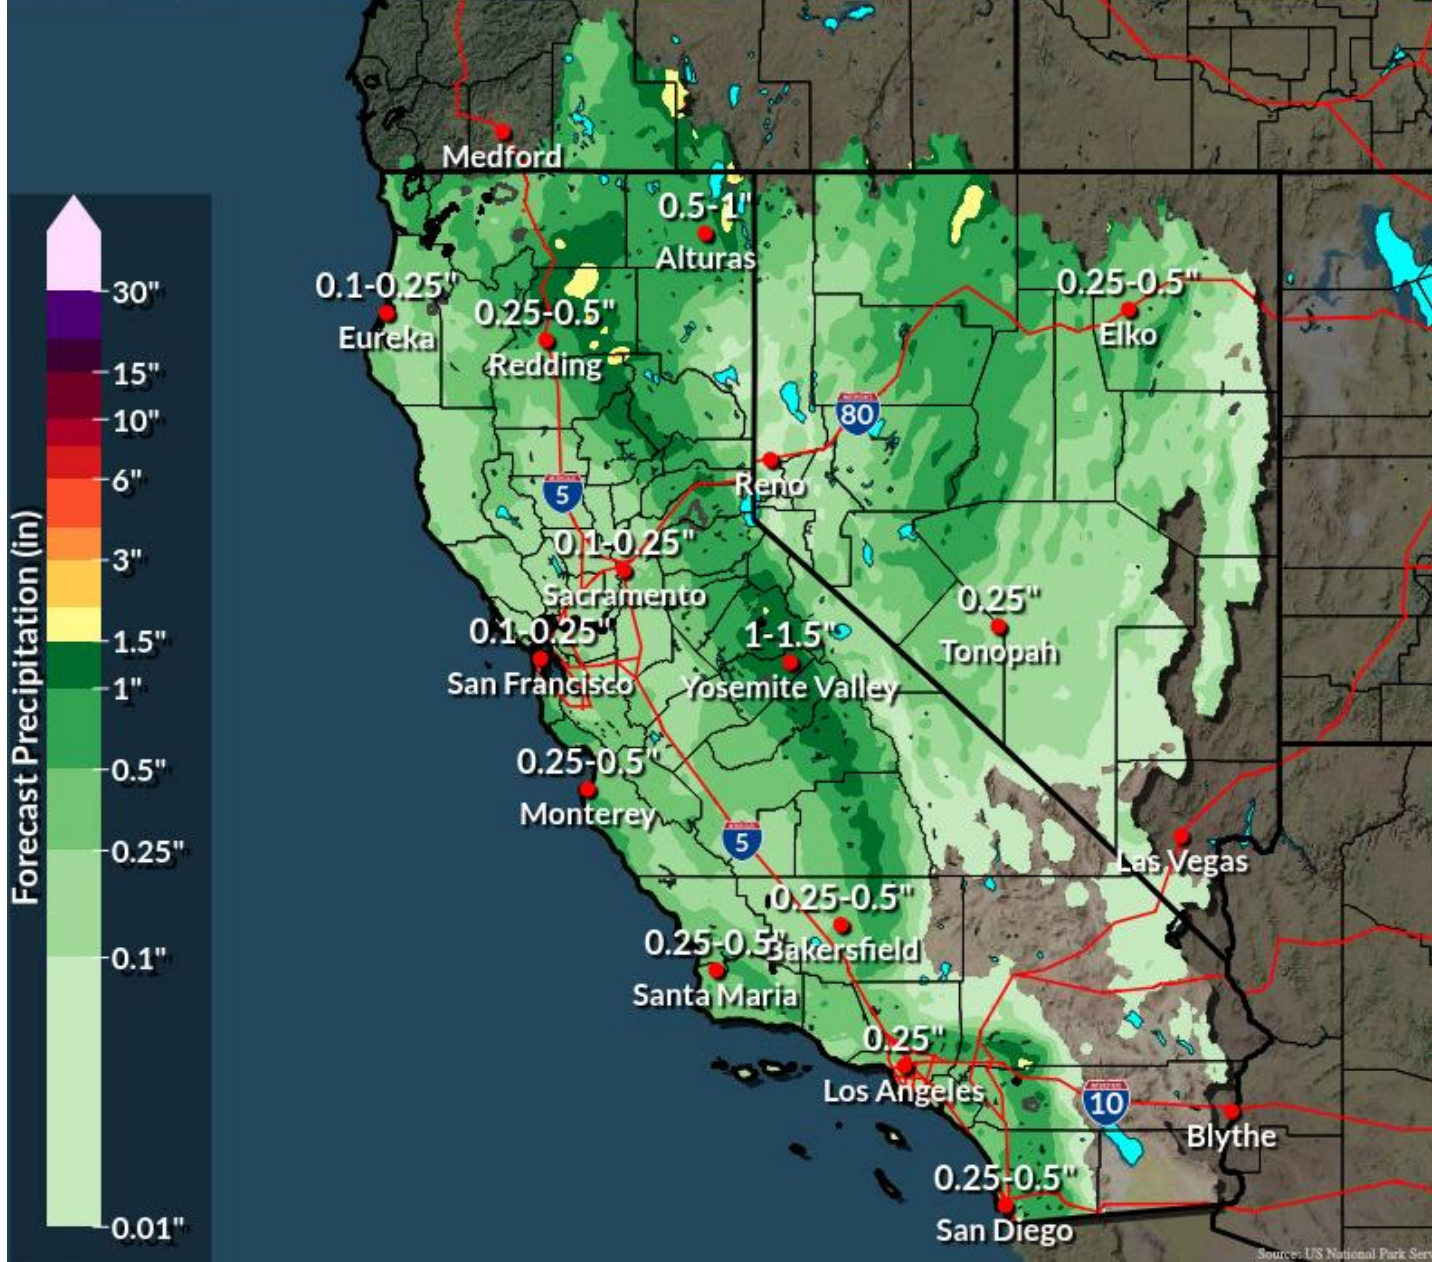 Medford
0.5-1"
Alturas
0.1-0.25"
Eureka
0.25-0.5"
Redding
0.25-0.5"
Elko
80
Reno
5
0.1-0.25"
Sacramento
0.25"
Tonopah
0.1-0.25"
San Francisco
1-1.5"
Yosemite Valley
0.25-0.5"
Monterey
5
Las Vegas
0.25-0.5"
Bakersfield
0.25-0.5"
Santa Maria
0.25"
Los Angeles
10
Blythe
0.25-0.5"
San Diego
Forecast Precipitation (in)
30"
15"
10"
6"
3"
1.5"
1"
0.5"
0.25"
0.1"
0.01"
Source: US National Park Serv